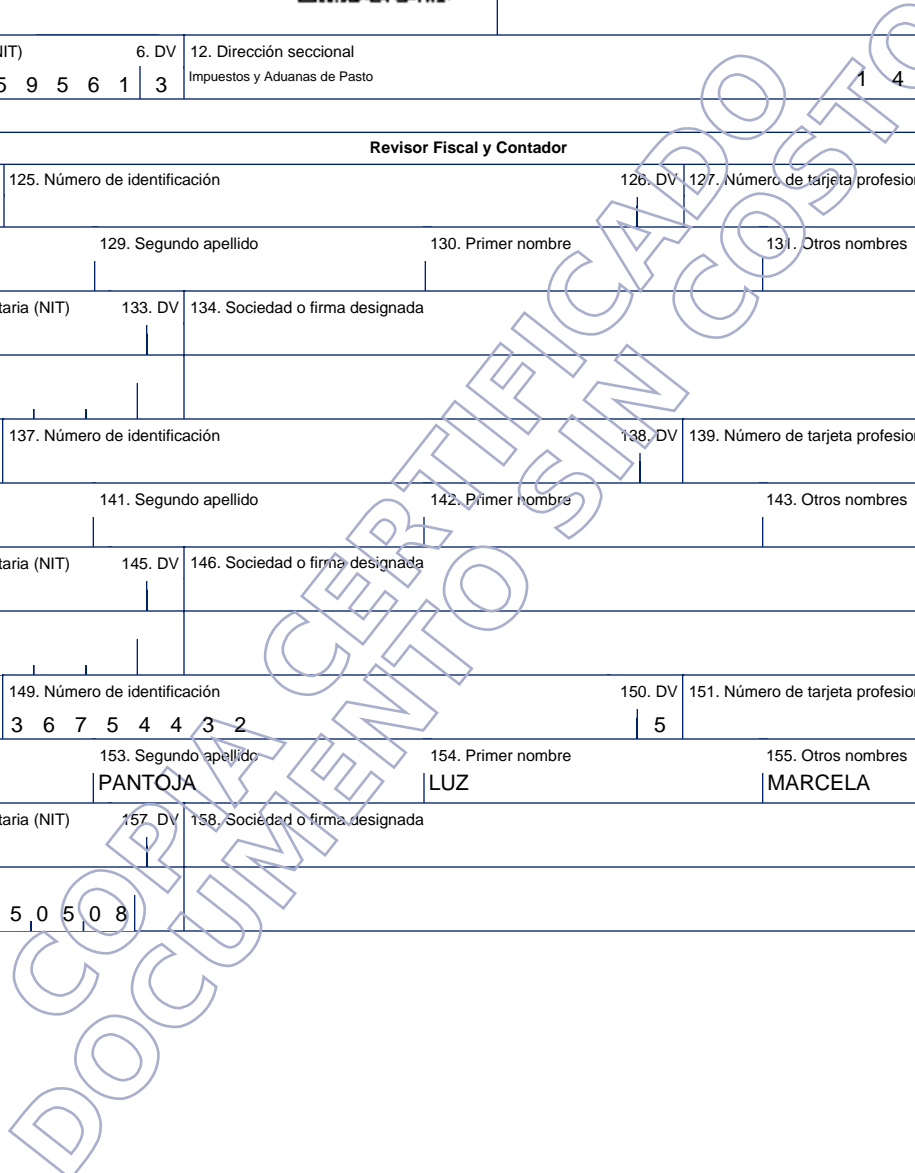 NIT) 6. DV 12. Dirección seccional
5 9 5 6 1 3 Impuestos y Aduanas de Pasto 1 4
Revisor Fiscal y Contador
125. Número de identificación 126. DV 127. Número de tarjeta profesion
129. Segundo apellido 130. Primer nombre 131. Otros nombres
taria (NIT) 133. DV 134. Sociedad o firma designada
137. Número de identificación 138. DV 139. Número de tarjeta profesion
141. Segundo apellido 142. Primer nombre 143. Otros nombres
taria (NIT) 145. DV 146. Sociedad o firma designada
149. Número de identificación 150. DV 151. Número de tarjeta profesion
3 6 7 5 4 4 3 2 5
153. Segundo apellido 154. Primer nombre 155. Otros nombres
PANTOJA LUZ MARCELA
taria (NIT) 157. DV 158. Sociedad o firma designada
5 0 5 0 8
COPIA CERTIFICADO
DOCUMENTO SIN COSTO